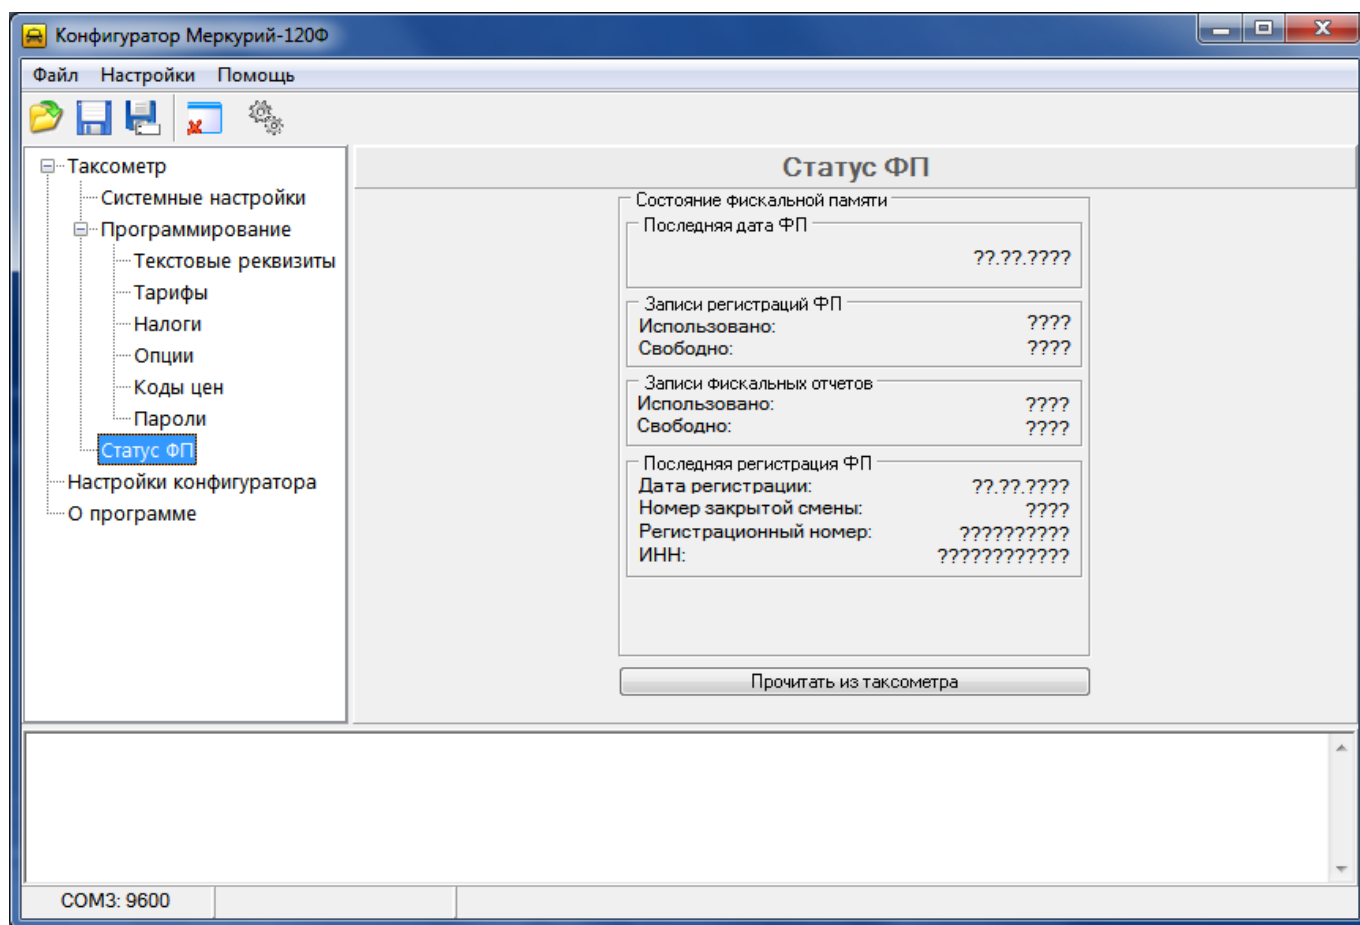 Конфигуратор Меркурий-120Ф
Файл Настройки Помощь
Таксометр
Системные настройки
Программирование
Текстовые реквизиты
Тарифы
Налоги
Опции
Коды цен
Пароли
Статус ФП
Настройки конфигуратора
О программе
Статус ФП
Состояние фискальной памяти
Последняя дата ФП
??.??.????
Записи регистраций ФП
Использовано: ????
Свободно: ????
Записи фискальных отчетов
Использовано: ????
Свободно: ????
Последняя регистрация ФП
Дата регистрации: ??.??.????
Номер закрытой смены: ????
Регистрационный номер: ??????????
ИНН: ????????????
Прочитать из таксометра
COM3: 9600